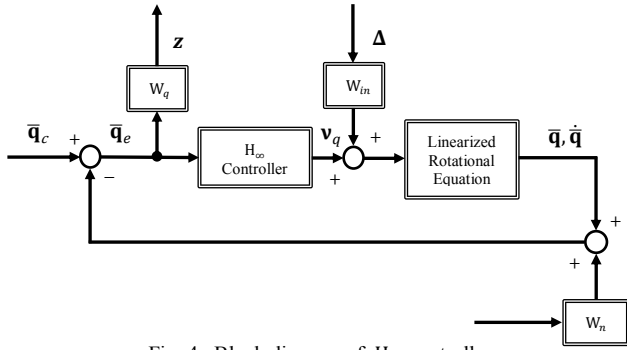 z
Δ
W_q
W_in
q̅_c
+
q̅_e
−
H_∞
Controller
ν_q
+
+
Linearized
Rotational
Equation
q̅, q̅̇
+
+
W_n